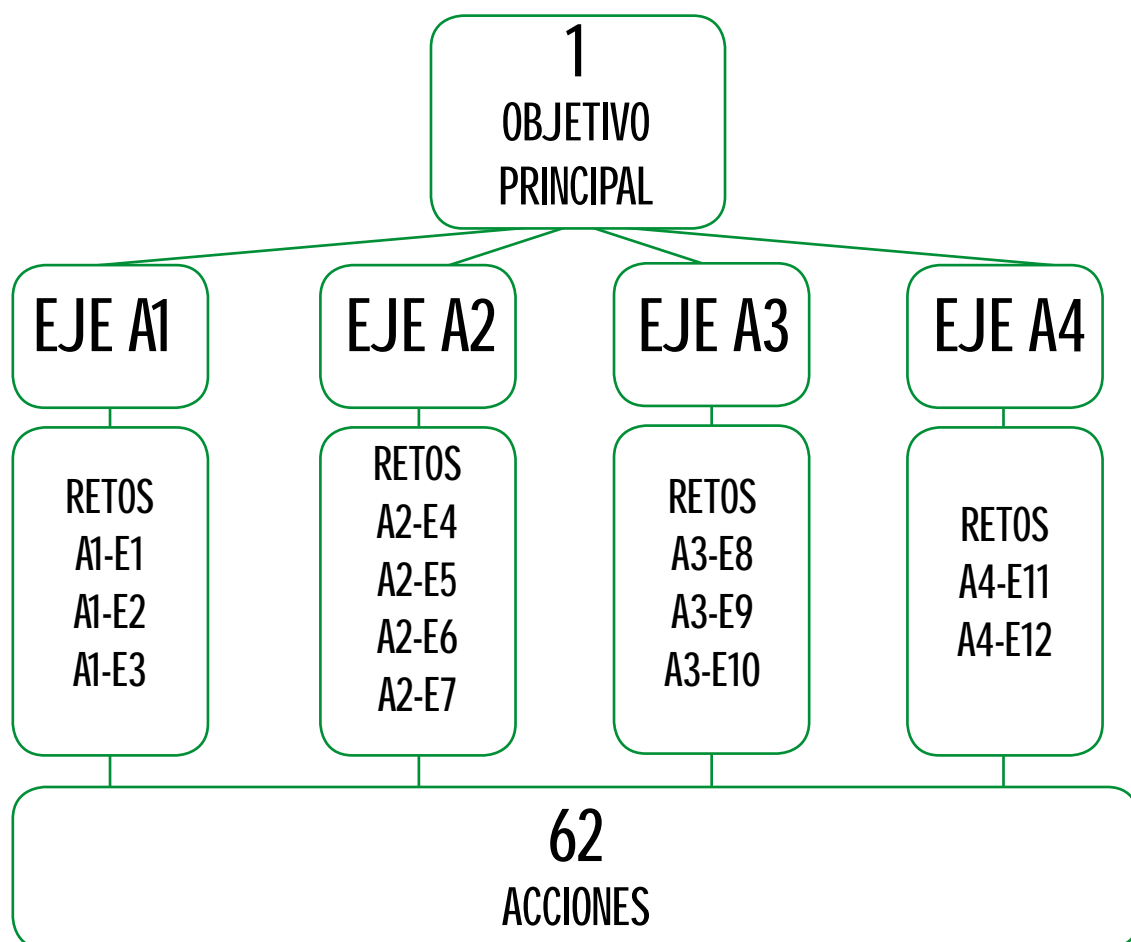 1
OBJETIVO
PRINCIPAL
EJE A1
EJE A2
EJE A3
EJE A4
RETOS
A1-E1
A1-E2
A1-E3
RETOS
A2-E4
A2-E5
A2-E6
A2-E7
RETOS
A3-E8
A3-E9
A3-E10
RETOS
A4-E11
A4-E12
62
ACCIONES